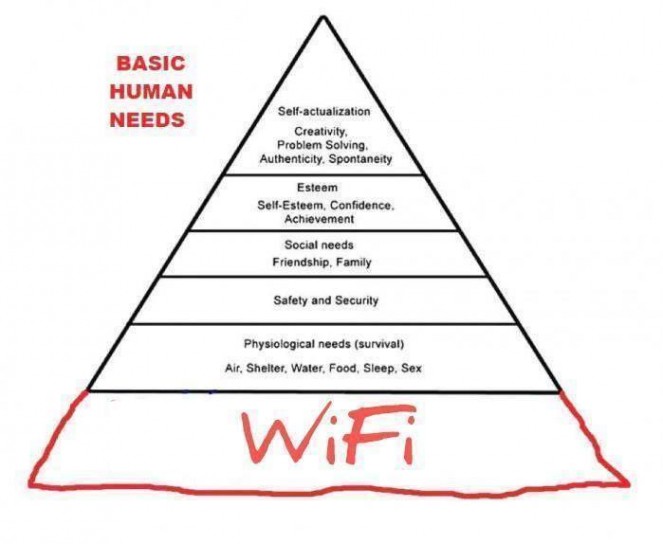 BASIC
HUMAN
NEEDS
Self-actualization
Creativity,
Problem Solving,
Authenticity, Spontaneity
Esteem
Self-Esteem, Confidence,
Achievement
Social needs
Friendship, Family
Safety and Security
Physiological needs (survival)
Air, Shelter, Water, Food, Sleep, Sex
WiFi